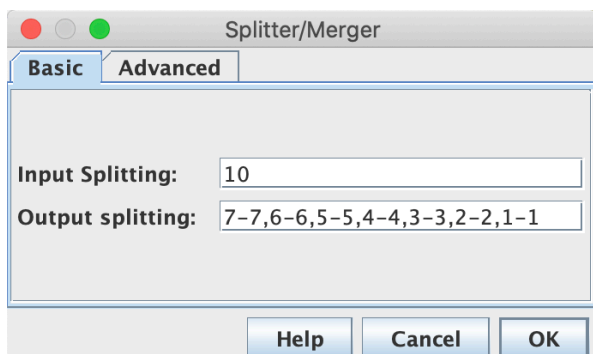 Splitter/Merger
Basic Advanced
Input Splitting: 10
Output splitting: 7-7,6-6,5-5,4-4,3-3,2-2,1-1
Help Cancel OK